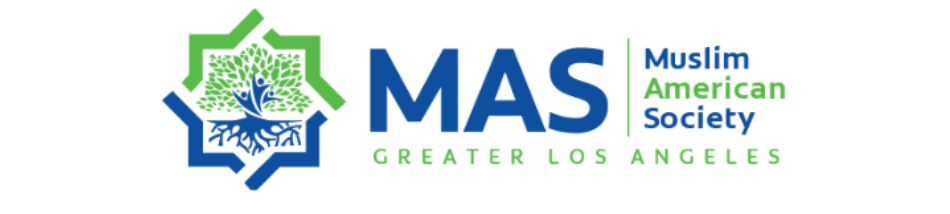 MAS
Muslim
American
Society
GREATER LOS ANGELES